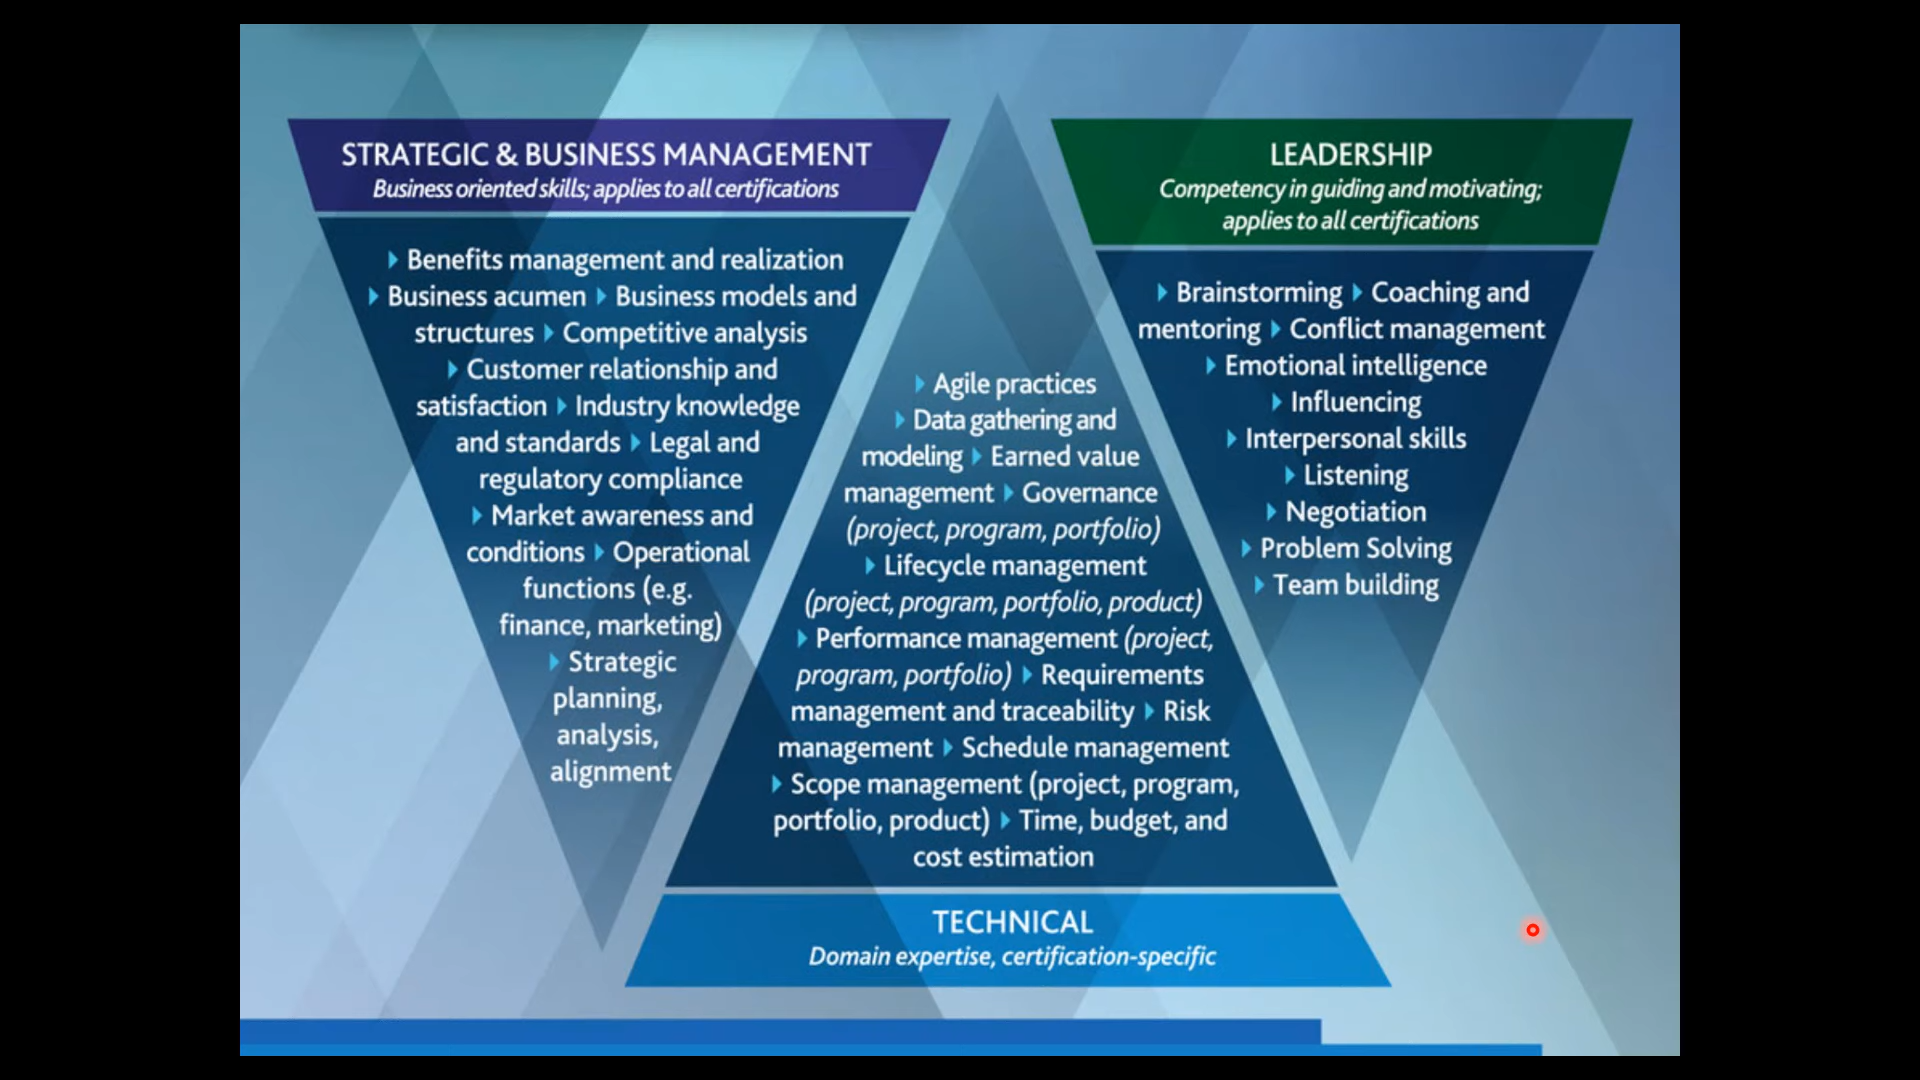 STRATEGIC & BUSINESS MANAGEMENT
Business oriented skills; applies to all certifications
▸ Benefits management and realization
▸ Business acumen ▸ Business models and
structures ▸ Competitive analysis
▸ Customer relationship and
satisfaction ▸ Industry knowledge
and standards ▸ Legal and
regulatory compliance
▸ Market awareness and
conditions ▸ Operational
functions (e.g.
finance, marketing)
▸ Strategic
planning,
analysis,
alignment
▸ Agile practices
▸ Data gathering and
modeling ▸ Earned value
management ▸ Governance
(project, program, portfolio)
▸ Lifecycle management
(project, program, portfolio, product)
▸ Performance management (project,
program, portfolio) ▸ Requirements
management and traceability ▸ Risk
management ▸ Schedule management
▸ Scope management (project, program,
portfolio, product) ▸ Time, budget, and
cost estimation
TECHNICAL
Domain expertise, certification-specific
LEADERSHIP
Competency in guiding and motivating;
applies to all certifications
▸ Brainstorming ▸ Coaching and
mentoring ▸ Conflict management
▸ Emotional intelligence
▸ Influencing
▸ Interpersonal skills
▸ Listening
▸ Negotiation
▸ Problem Solving
▸ Team building